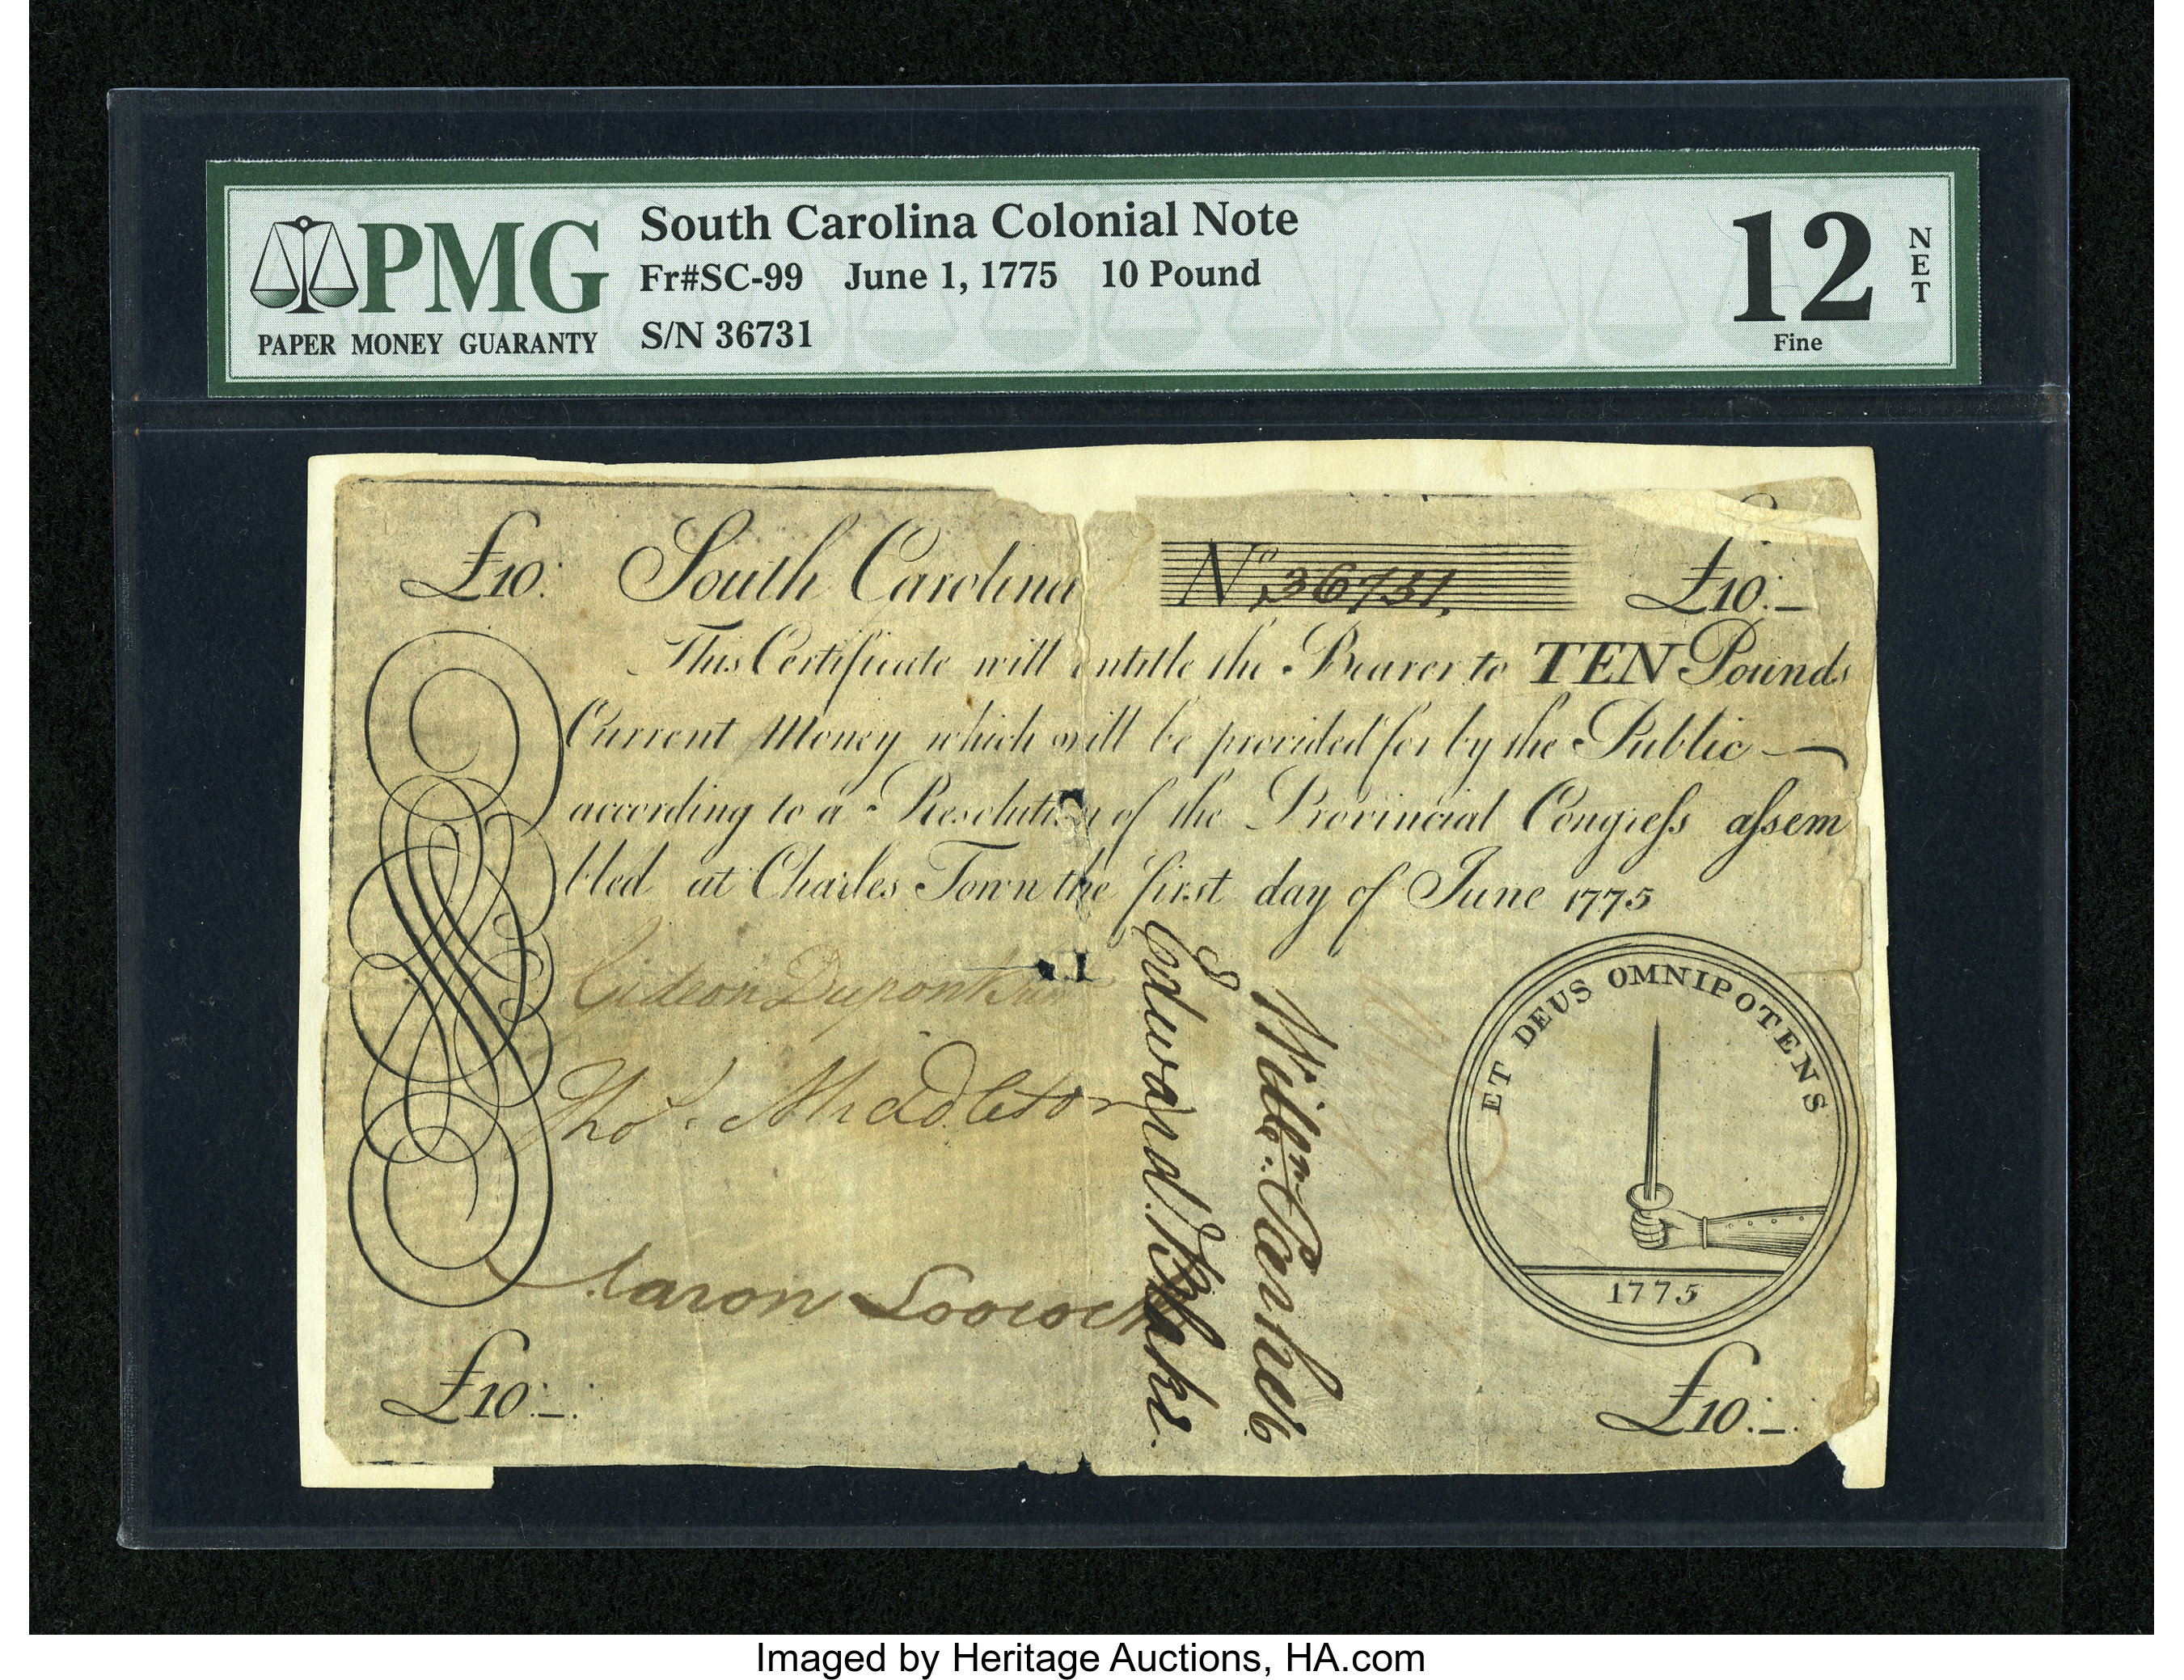 PMG
PAPER MONEY GUARANTY
South Carolina Colonial Note
Fr#SC-99 June 1, 1775 10 Pound
S/N 36731
12
NET
Fine
£10: South Carolina No. 36731. £10:_
This Certificate will entitle the Bearer to TEN Pounds
Current Money which will be provided for by the Public —
according to a Resolution of the Provincial Congreſs aſsem
bled at Charles Town the first day of June 1775
Gideon Dupont Jun
Thos. Middleton
Aaron Loocock
Edward Blake.
Willm. Parker.
ET DEUS OMNIPOTENS
1775
£10:_: £10:_:
Imaged by Heritage Auctions, HA.com